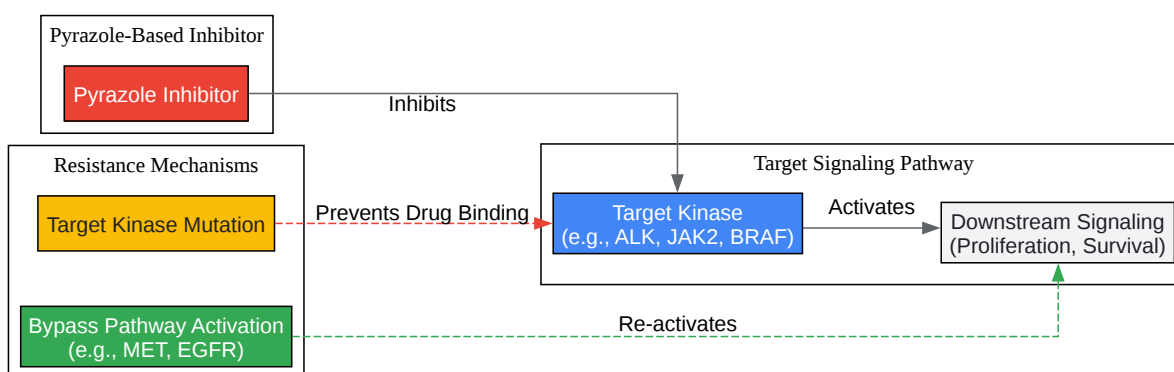 Pyrazole-Based Inhibitor
Pyrazole Inhibitor
Inhibits
Resistance Mechanisms
Target Kinase Mutation
Prevents Drug Binding
Bypass Pathway Activation
(e.g., MET, EGFR)
Re-activates
Target Signaling Pathway
Target Kinase
(e.g., ALK, JAK2, BRAF)
Activates
Downstream Signaling
(Proliferation, Survival)